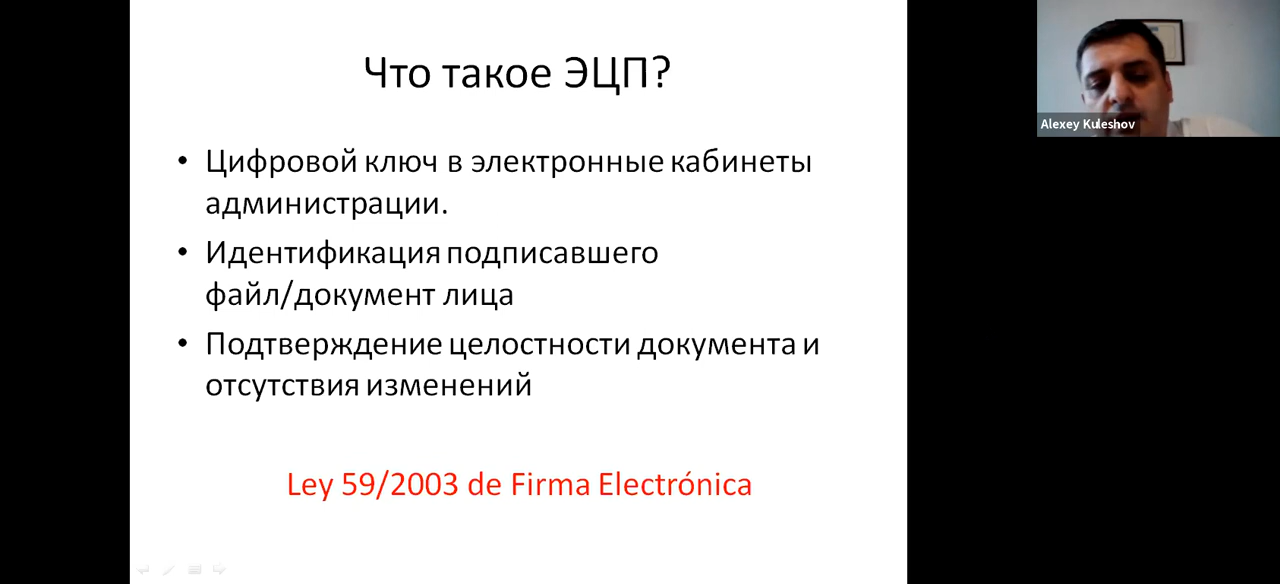 Что такое ЭЦП?
• Цифровой ключ в электронные кабинеты
администрации.
• Идентификация подписавшего
файл/документ лица
• Подтверждение целостности документа и
отсутствия изменений
Ley 59/2003 de Firma Electrónica
Alexey Kuleshov